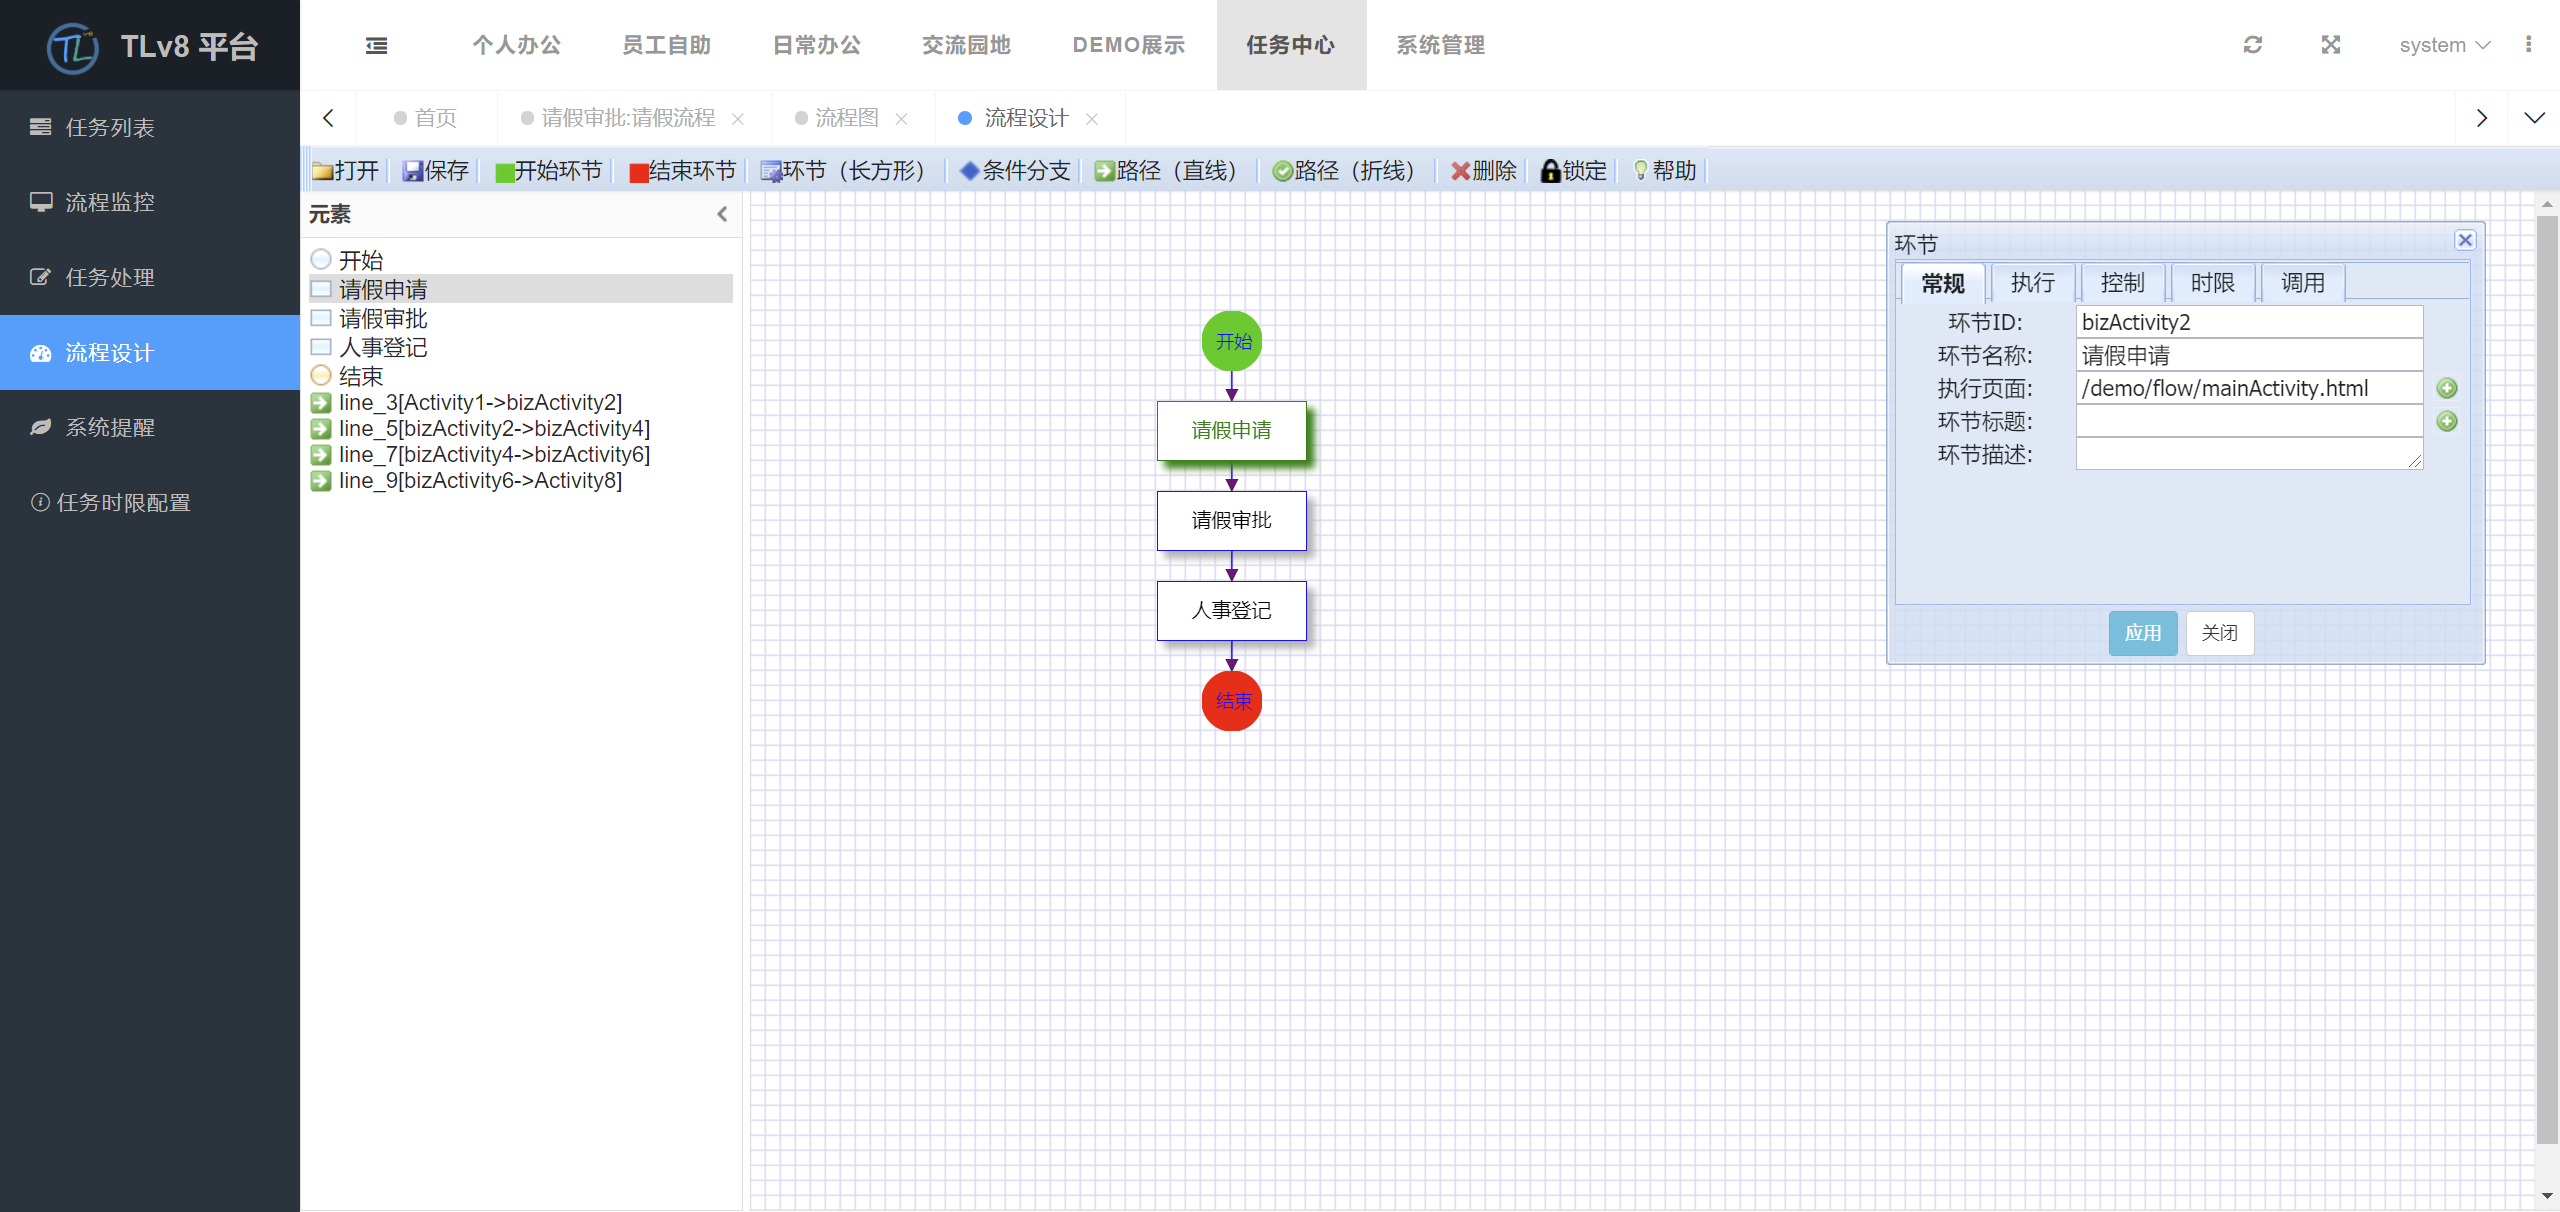 TLv8 平台
个人办公 员工自助 日常办公 交流园地 DEMO展示 任务中心 系统管理 system
首页 请假审批:请假流程 流程图 流程设计
任务列表
流程监控
任务处理
流程设计
系统提醒
任务时限配置
打开 保存 开始环节 结束环节 环节（长方形） 条件分支 路径（直线） 路径（折线） 删除 锁定 帮助
元素
开始
请假申请
请假审批
人事登记
结束
line_3[Activity1->bizActivity2]
line_5[bizActivity2->bizActivity4]
line_7[bizActivity4->bizActivity6]
line_9[bizActivity6->Activity8]
开始
请假申请
请假审批
人事登记
结束
环节
常规 执行 控制 时限 调用
环节ID: bizActivity2
环节名称: 请假申请
执行页面: /demo/flow/mainActivity.html
环节标题:
环节描述:
应用 关闭